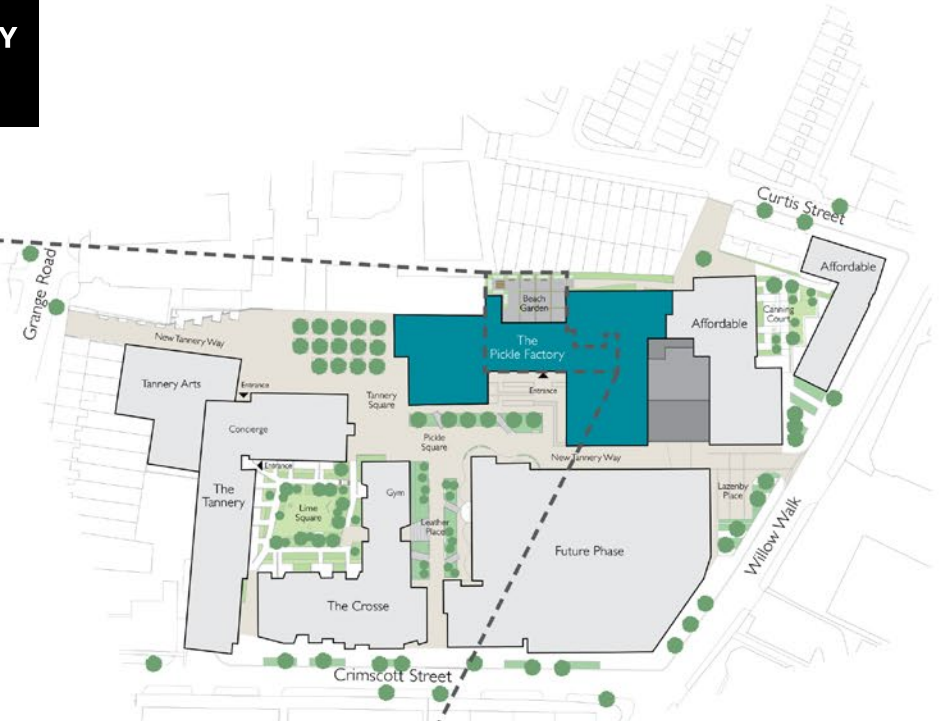 Y
Curtis Street
Affordable
Grange Road
Beach
Garden
Canning
Court
Affordable
New Tannery Way
The
Pickle Factory
Tannery Arts
Entrance
Entrance
Tannery
Square
Concierge
Pickle
Square
New Tannery Way
Entrance
The
Tannery
Gym
Lazenby
Place
Lime
Square
Leather
Place
Willow Walk
Future Phase
The Crosse
Crimscott Street